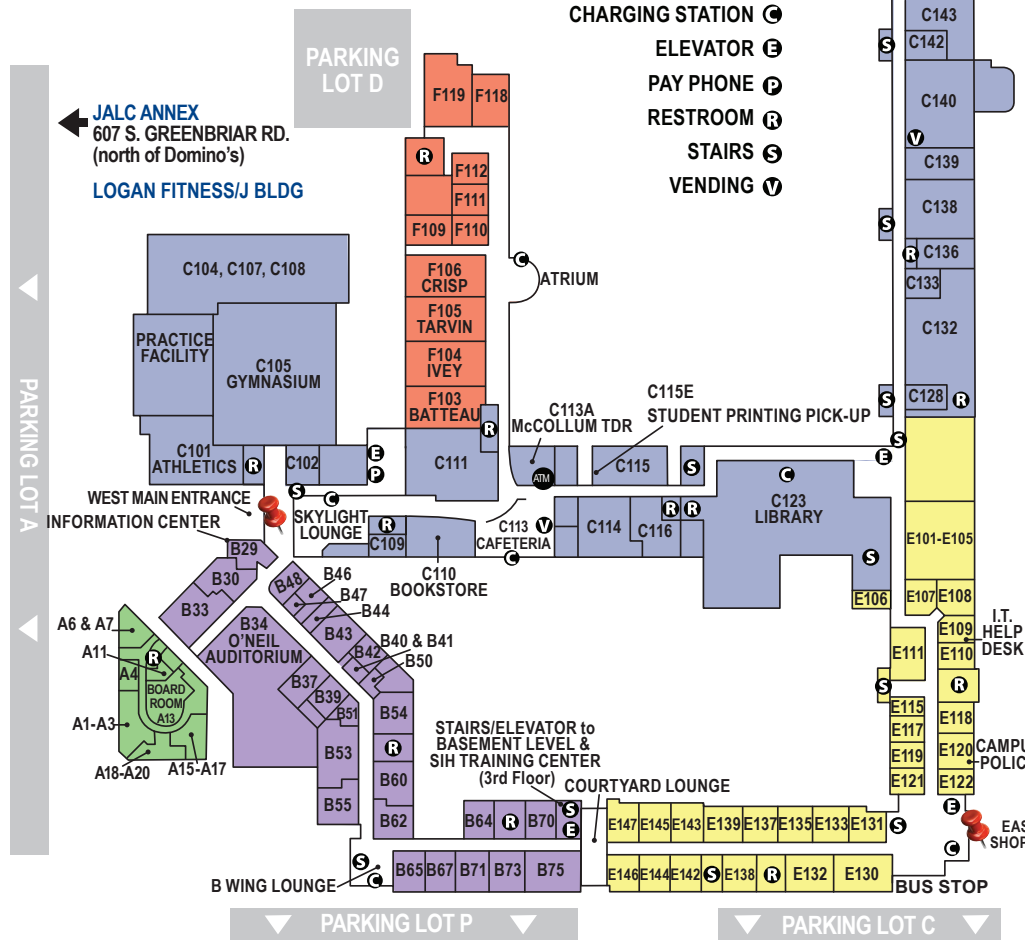 CHARGING STATION C
ELEVATOR E
PAY PHONE P
RESTROOM R
STAIRS S
VENDING V
PARKING
LOT D
JALC ANNEX
607 S. GREENBRIAR RD.
(north of Domino's)
LOGAN FITNESS/J BLDG
PARKING LOT A
F119
F118
R
F112
F111
F109
F110
F106
CRISP
F105
TARVIN
F104
IVEY
F103
BATTEAU
R
C
ATRIUM
C143
S
C142
C140
V
C139
C138
S
R
C136
C133
C132
S
C128
R
S
E
C104, C107, C108
PRACTICE
FACILITY
C105
GYMNASIUM
C101
ATHLETICS
R
C102
E
P
S
C
C111
C113A
McCOLLUM TDR
ATM
C115E
STUDENT PRINTING PICK-UP
C115
S
C
C123
LIBRARY
S
WEST MAIN ENTRANCE
INFORMATION CENTER
SKYLIGHT
LOUNGE
R
C109
C110
BOOKSTORE
C113
CAFETERIA
V
C
C114
C116
R
R
E101-E105
E106
E107
E108
E109
E110
I.T.
HELP
DESK
E111
S
R
E115
E117
E119
E121
E118
E120
E122
E
C
B29
B30
B33
B34
O'NEIL
AUDITORIUM
B48
B46
B47
B44
B43
B42
B40 & B41
B50
B37
B39
B51
B54
R
B53
B60
B55
B62
A6 & A7
A11
R
A4
BOARD
ROOM
A13
A1-A3
A18-A20
A15-A17
STAIRS/ELEVATOR to
BASEMENT LEVEL &
SIH TRAINING CENTER
(3rd Floor)
COURTYARD LOUNGE
B64
R
B70
S
E
E147
E145
E143
E139
E137
E135
E133
E131
S
S
C
B WING LOUNGE
B65
B67
B71
B73
B75
E146
E144
E142
S
E138
R
E132
E130
BUS STOP
PARKING LOT P
PARKING LOT C